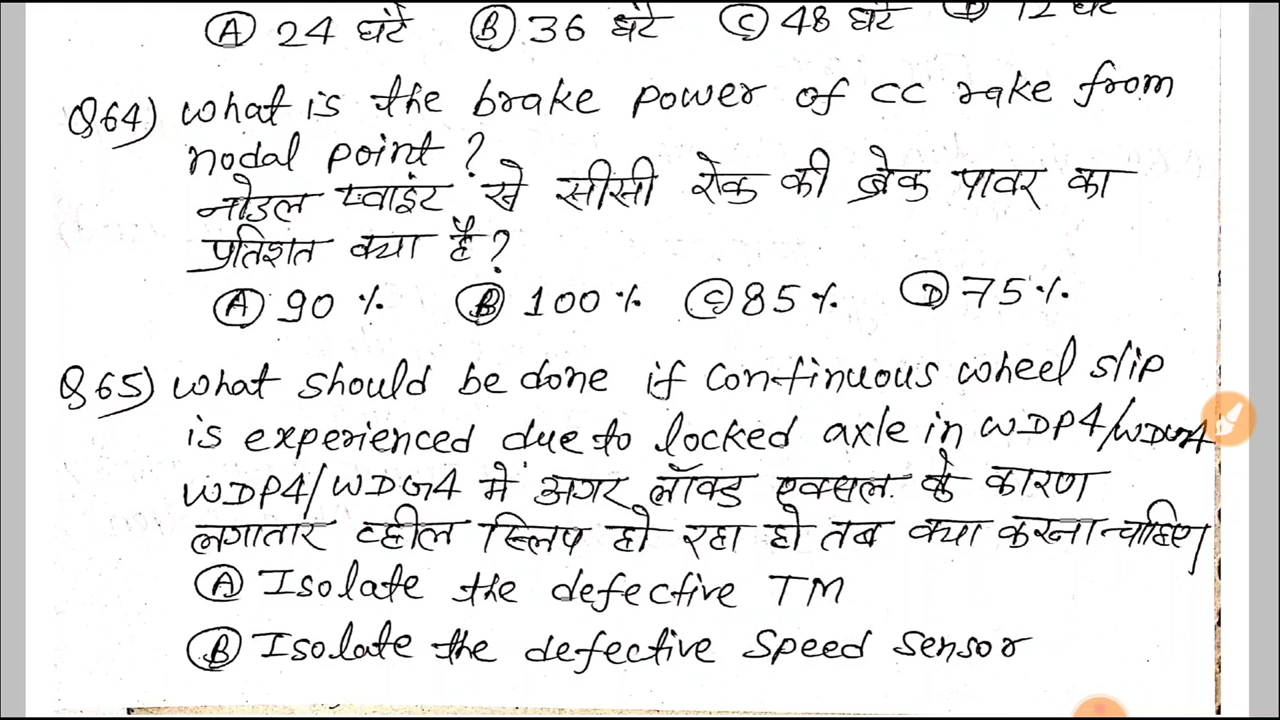 (A) 24 घंटे (B) 36 घंटे (C) 48 घंटे (D) 12 घंटे
Q64) What is the brake power of CC rake from
nodal point ?
नोडल प्वाइंट से सीसी रेक की ब्रेक पावर का
प्रतिशत क्या है ?
(A) 90 % (B) 100 % (C) 85 % (D) 75 %
Q65) What should be done if continuous wheel slip
is experienced due to locked axle in WDP4/WDG4
WDP4/WDG4 में अगर लॉक्ड एक्सल के कारण
लगातार व्हील स्लिप हो रहा हो तब क्या करना चाहिए
(A) Isolate the defective TM
(B) Isolate the defective speed sensor